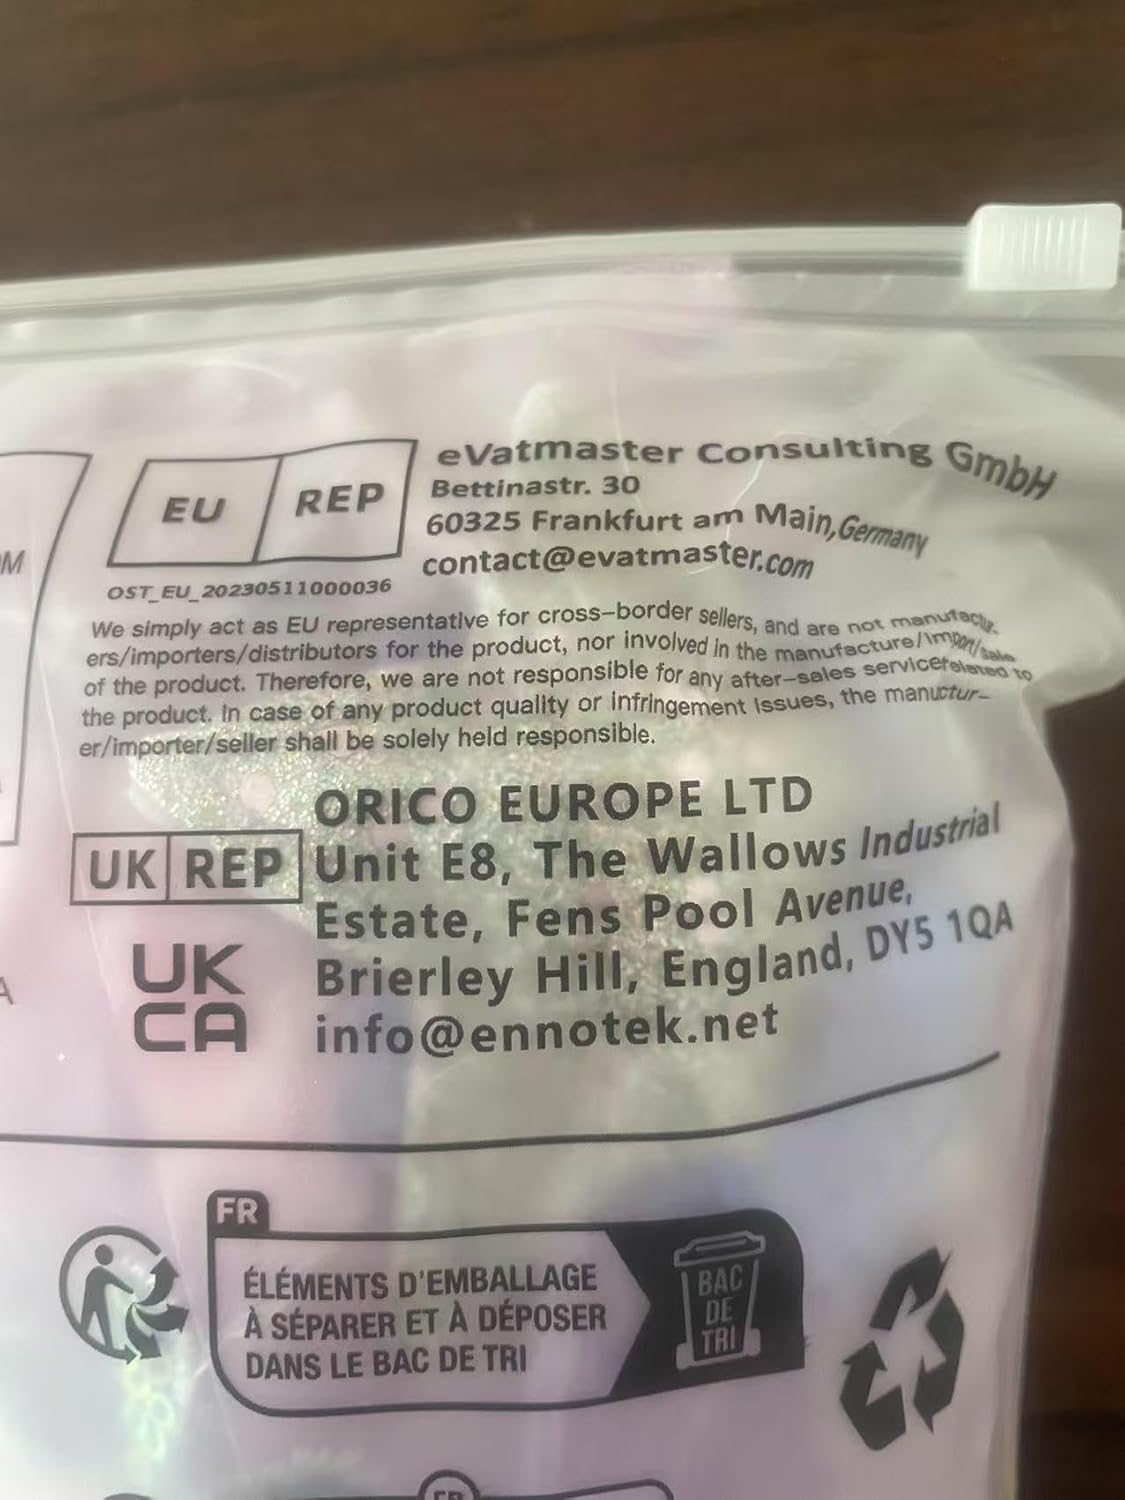 M
A
EU REP
eVatmaster Consulting GmbH
Bettinastr. 30
60325 Frankfurt am Main, Germany
contact@evatmaster.com
OST_EU_20230511000036
We simply act as EU representative for cross-border sellers, and are not manufactur-
ers/importers/distributors for the product, nor involved in the manufacture/import/sale
of the product. Therefore, we are not responsible for any after-sales service related to
the product. In case of any product quality or infringement issues, the manuctur-
er/importer/seller shall be solely held responsible.
UK REP
ORICO EUROPE LTD
Unit E8, The Wallows Industrial
Estate, Fens Pool Avenue,
Brierley Hill, England, DY5 1QA
info@ennotek.net
UK
CA
FR
ÉLÉMENTS D'EMBALLAGE
À SÉPARER ET À DÉPOSER
DANS LE BAC DE TRI
BAC
DE
TRI